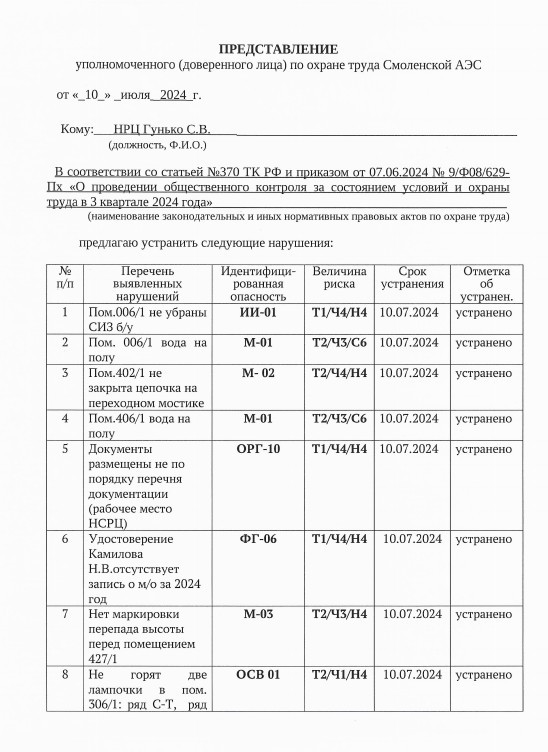 ПРЕДСТАВЛЕНИЕ
уполномоченного (доверенного лица) по охране труда Смоленской АЭС
от «_10_» _июля_ 2024_г.
Кому:___НРЦ Гунько С.В.____
(должность, Ф.И.О.)
В соответствии со статьей №370 ТК РФ и приказом от 07.06.2024 № 9/Ф08/629-
Пх «О проведении общественного контроля за состоянием условий и охраны
труда в 3 квартале 2024 года»
(наименование законодательных и иных нормативных правовых актов по охране труда)
предлагаю устранить следующие нарушения:
№ п/п | Перечень выявленных нарушений | Идентифици-рованная опасность | Величина риска | Срок устранения | Отметка об устранен.
1 Пом.006/1 не убраны ИИ-01 Т1/Ч4/Н4 10.07.2024 устранено
СИЗ б/у
2 Пом. 006/1 вода на М-01 Т2/Ч3/С6 10.07.2024 устранено
полу
3 Пом.402/1 не М- 02 Т2/Ч4/Н4 10.07.2024 устранено
закрыта цепочка на
переходном мостике
4 Пом.406/1 вода на М-01 Т2/Ч3/С6 10.07.2024 устранено
полу
5 Документы ОРГ-10 Т1/Ч4/Н4 10.07.2024 устранено
размещены не по
порядку перечня
документации
(рабочее место
НСРЦ)
6 Удостоверение ФГ-06 Т1/Ч4/Н4 10.07.2024 устранено
Камилова
Н.В.отсутствует
запись о м/о за 2024
год
7 Нет маркировки М-03 Т2/Ч3/Н4 10.07.2024 устранено
перепада высоты
перед помещением
427/1
8 Не горят две ОСВ 01 Т2/Ч1/Н4 10.07.2024 устранено
лампочки в пом.
306/1: ряд С-Т, ряд